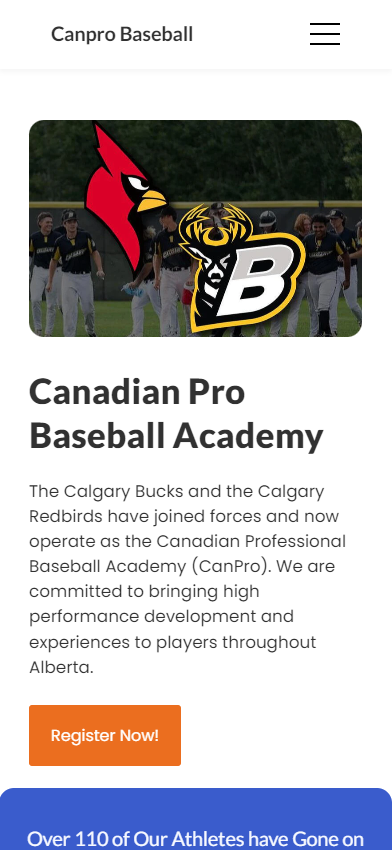 Canpro Baseball
B
Canadian Pro
Baseball Academy
The Calgary Bucks and the Calgary
Redbirds have joined forces and now
operate as the Canadian Professional
Baseball Academy (CanPro). We are
committed to bringing high
performance development and
experiences to players throughout
Alberta.
Register Now!
Over 110 of Our Athletes have Gone on